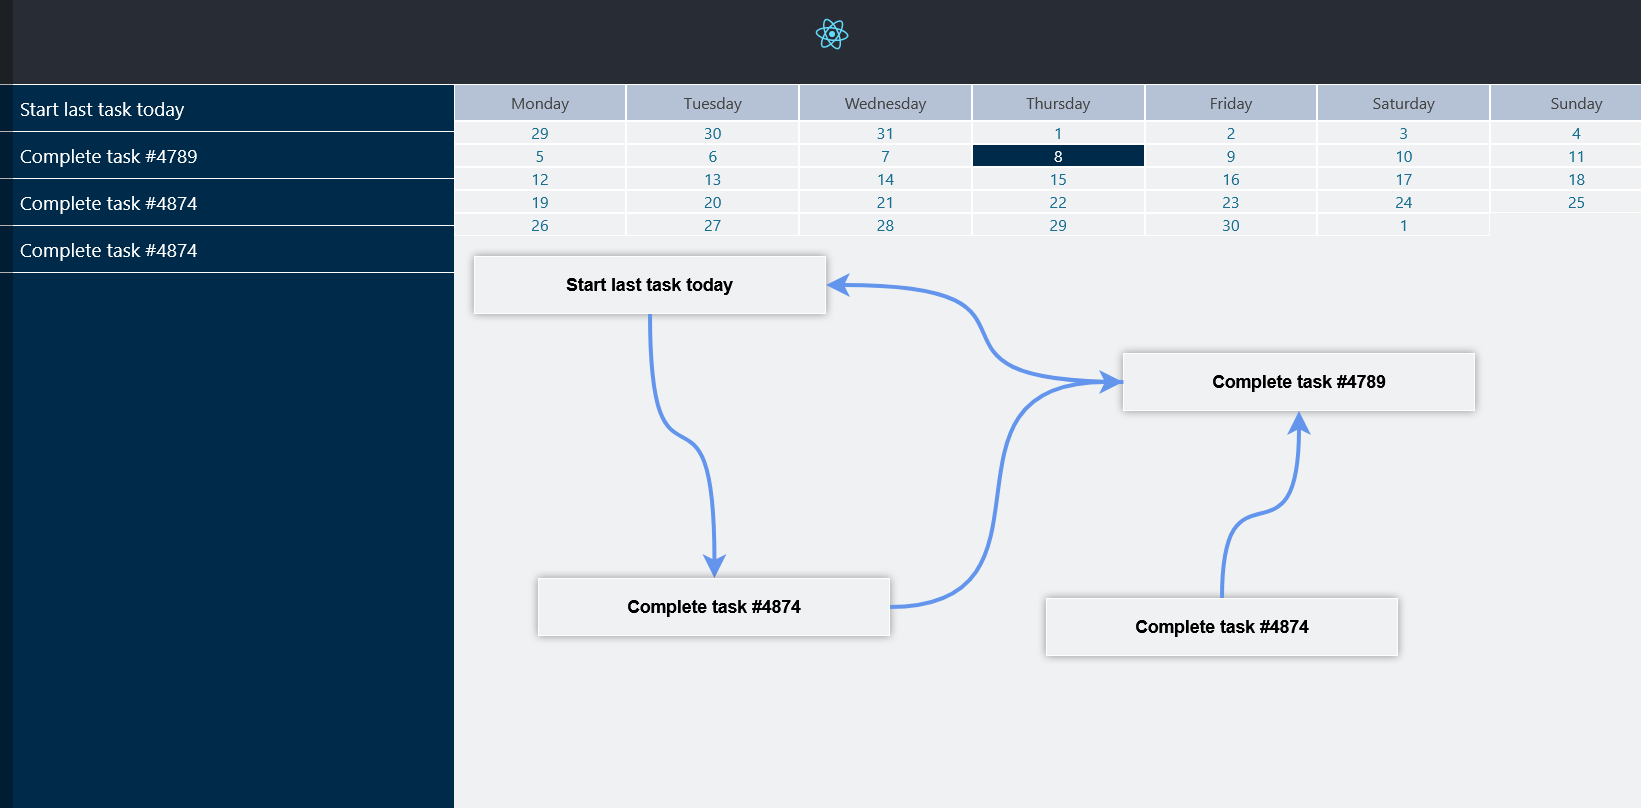 Start last task today
Complete task #4789
Complete task #4874
Complete task #4874
Monday Tuesday Wednesday Thursday Friday Saturday Sunday
29 30 31 1 2 3 4
5 6 7 8 9 10 11
12 13 14 15 16 17 18
19 20 21 22 23 24 25
26 27 28 29 30 1
Start last task today
Complete task #4789
Complete task #4874
Complete task #4874